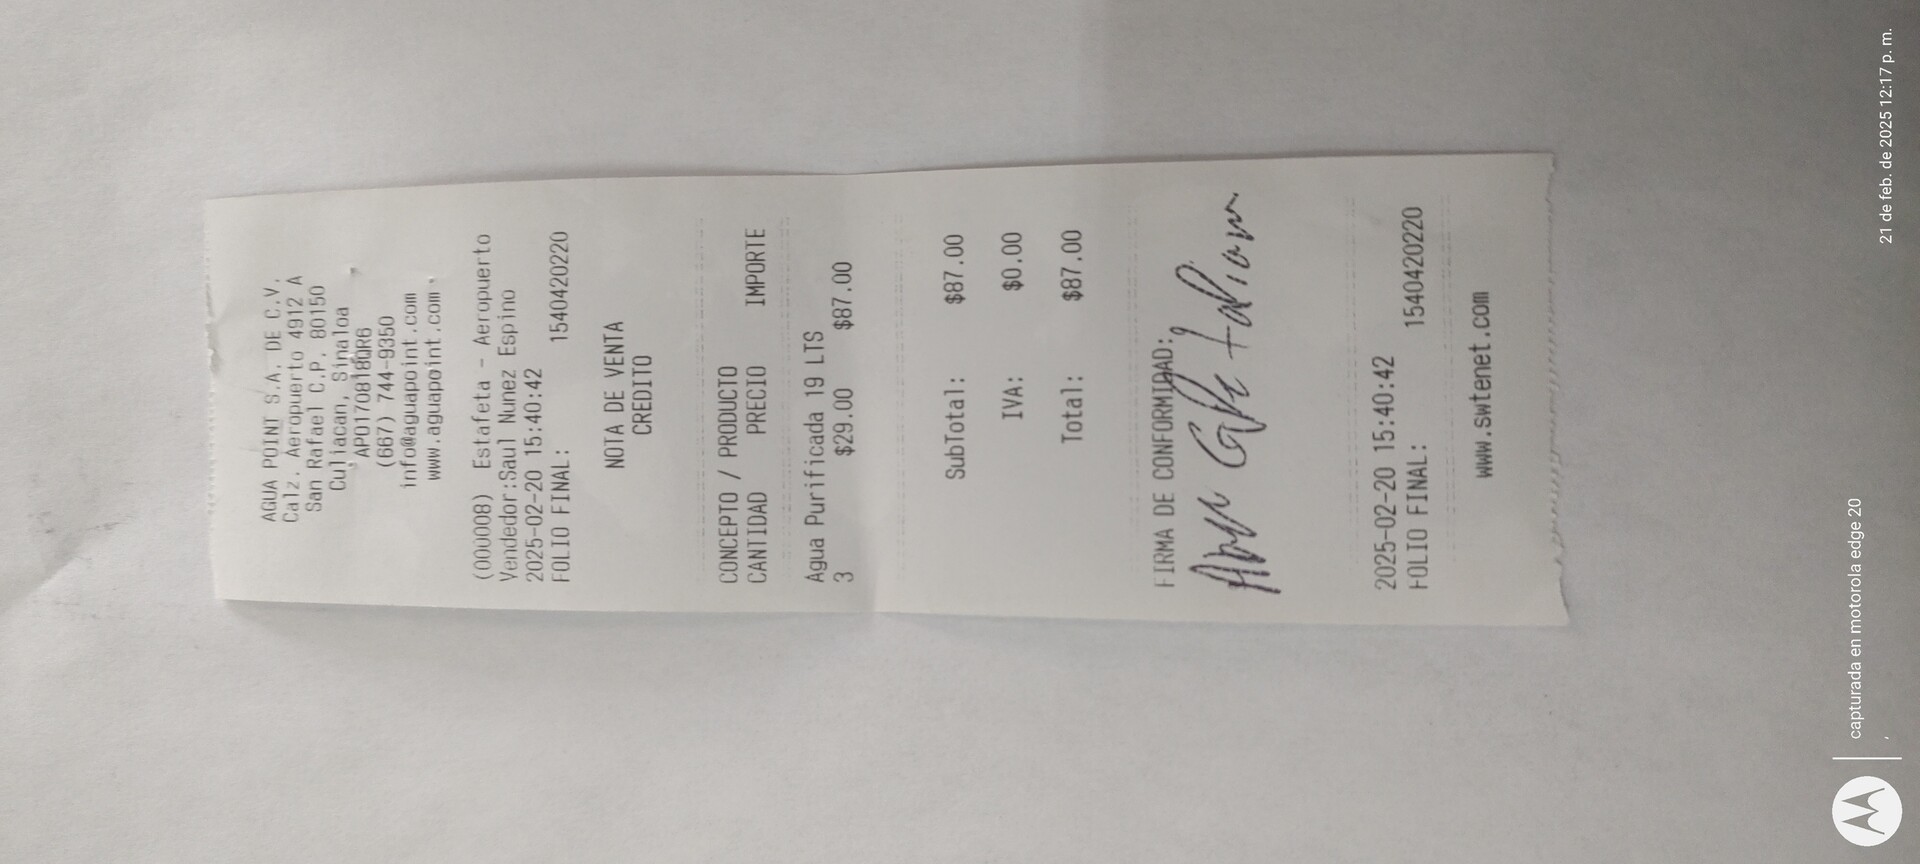 AGUA POINT S.A. DE C.V.
Calz. Aeropuerto 4912 A
San Rafael C.P. 80150
Culiacan, Sinaloa
APO170818QR6
(667) 744-9350
info@aguapoint.com
www.aguapoint.com
(000008) Estafeta - Aeropuerto
Vendedor:Saul Nunez Espino
2025-02-20 15:40:42
FOLIO FINAL: 1540420220
NOTA DE VENTA
CREDITO
CONCEPTO / PRODUCTO
CANTIDAD PRECIO IMPORTE
Agua Purificada 19 LTS
3 $29.00 $87.00
SubTotal: $87.00
IVA: $0.00
Total: $87.00
FIRMA DE CONFORMIDAD:
2025-02-20 15:40:42
FOLIO FINAL: 1540420220
www.swtenet.com
capturada en motorola edge 20
21 de feb. de 2025 12:17 p. m.